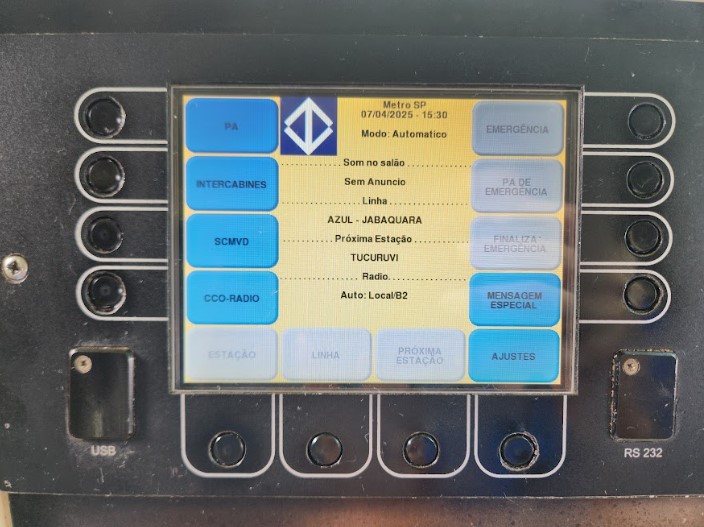 Metro SP
07/04/2025 - 15:30
Modo: Automatico
PA
EMERGÊNCIA
Som no salão
INTERCABINES
Sem Anuncio
PA DE
EMERGÊNCIA
Linha
AZUL - JABAQUARA
SCMVD
Próxima Estação
FINALIZA
EMERGÊNCIA
TUCURUVI
Radio
CCO-RADIO
Auto: Local/B2
MENSAGEM
ESPECIAL
ESTAÇÃO
LINHA
PRÓXIMA
ESTAÇÃO
AJUSTES
USB
RS 232